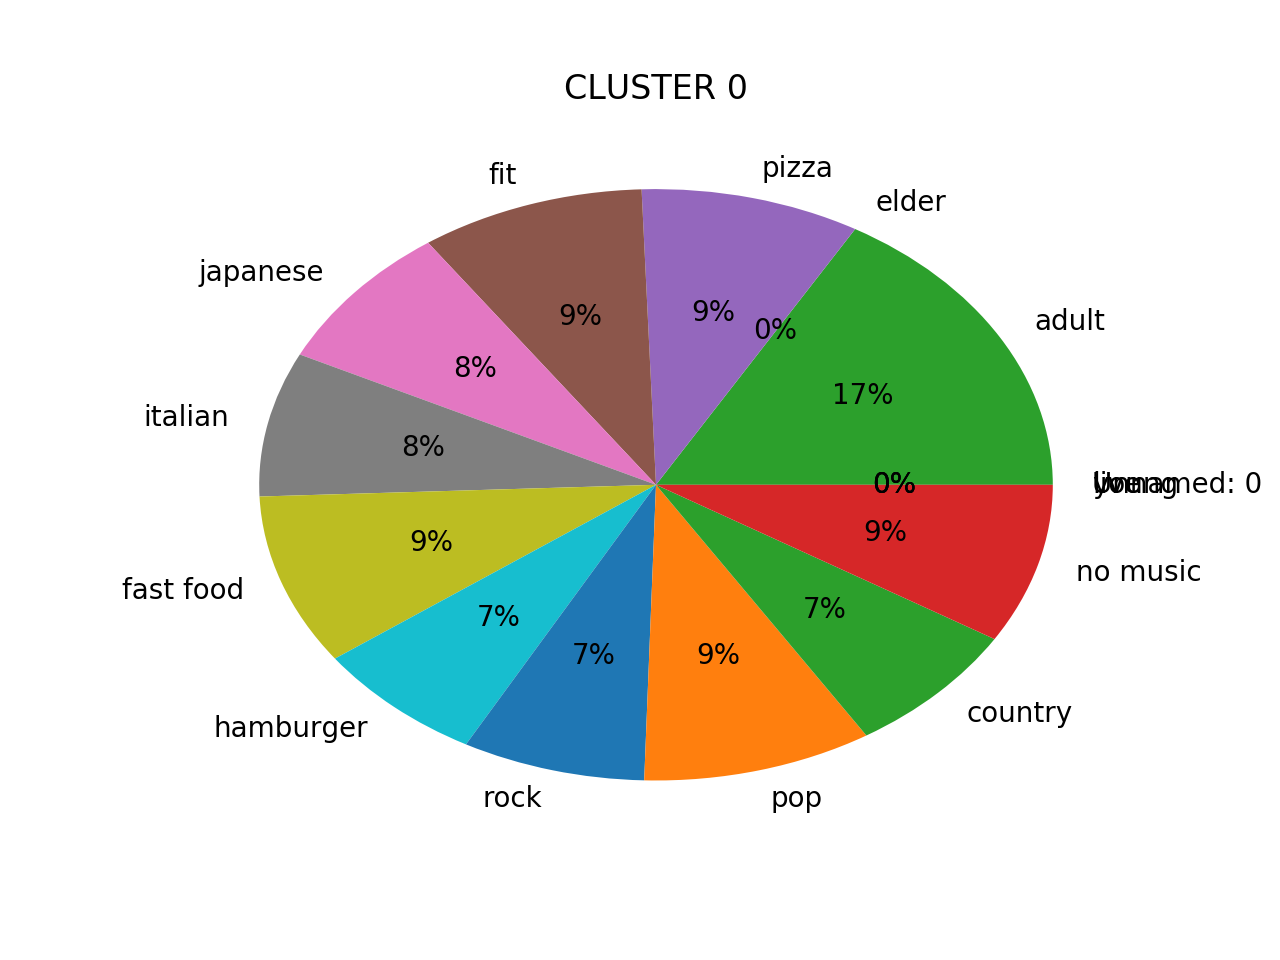 CLUSTER 0
fit
pizza
elder
japanese
adult
9%
9%
0%
8%
17%
italian
8%
0%
Unnamed: 0
young
9%
9%
no music
fast food
7%
7%
7%
9%
country
hamburger
rock
pop